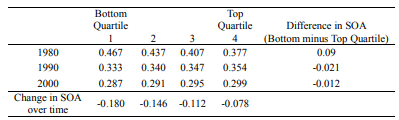 Bottom Quartile 1 2 3 Top Quartile 4 Difference in SOA (Bottom minus Top Quartile)
1980 0.467 0.437 0.407 0.377 0.09
1990 0.333 0.340 0.347 0.354 -0.021
2000 0.287 0.291 0.295 0.299 -0.012
Change in SOA over time -0.180 -0.146 -0.112 -0.078